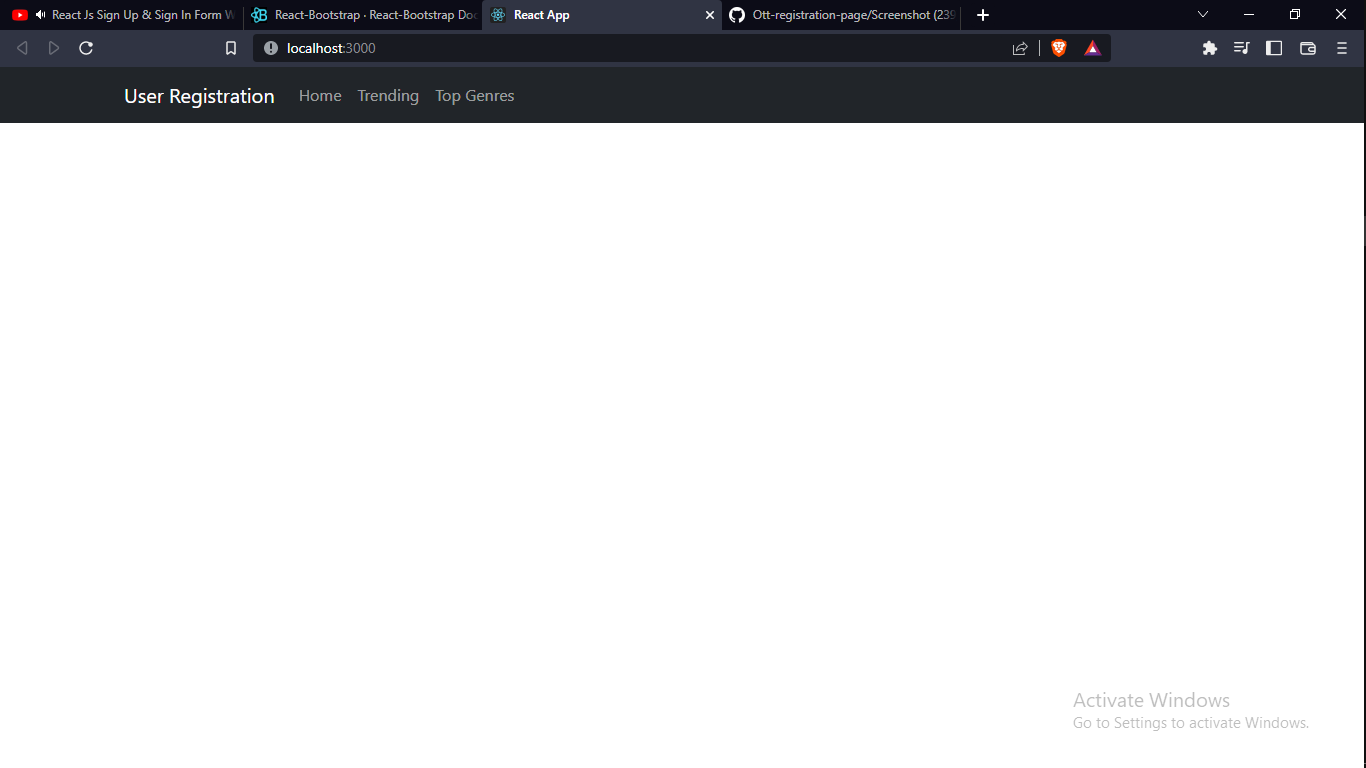 React Js Sign Up & Sign In Form W
React-Bootstrap · React-Bootstrap Doc
React App
Ott-registration-page/Screenshot (239
localhost:3000
User Registration
Home
Trending
Top Genres
Activate Windows
Go to Settings to activate Windows.